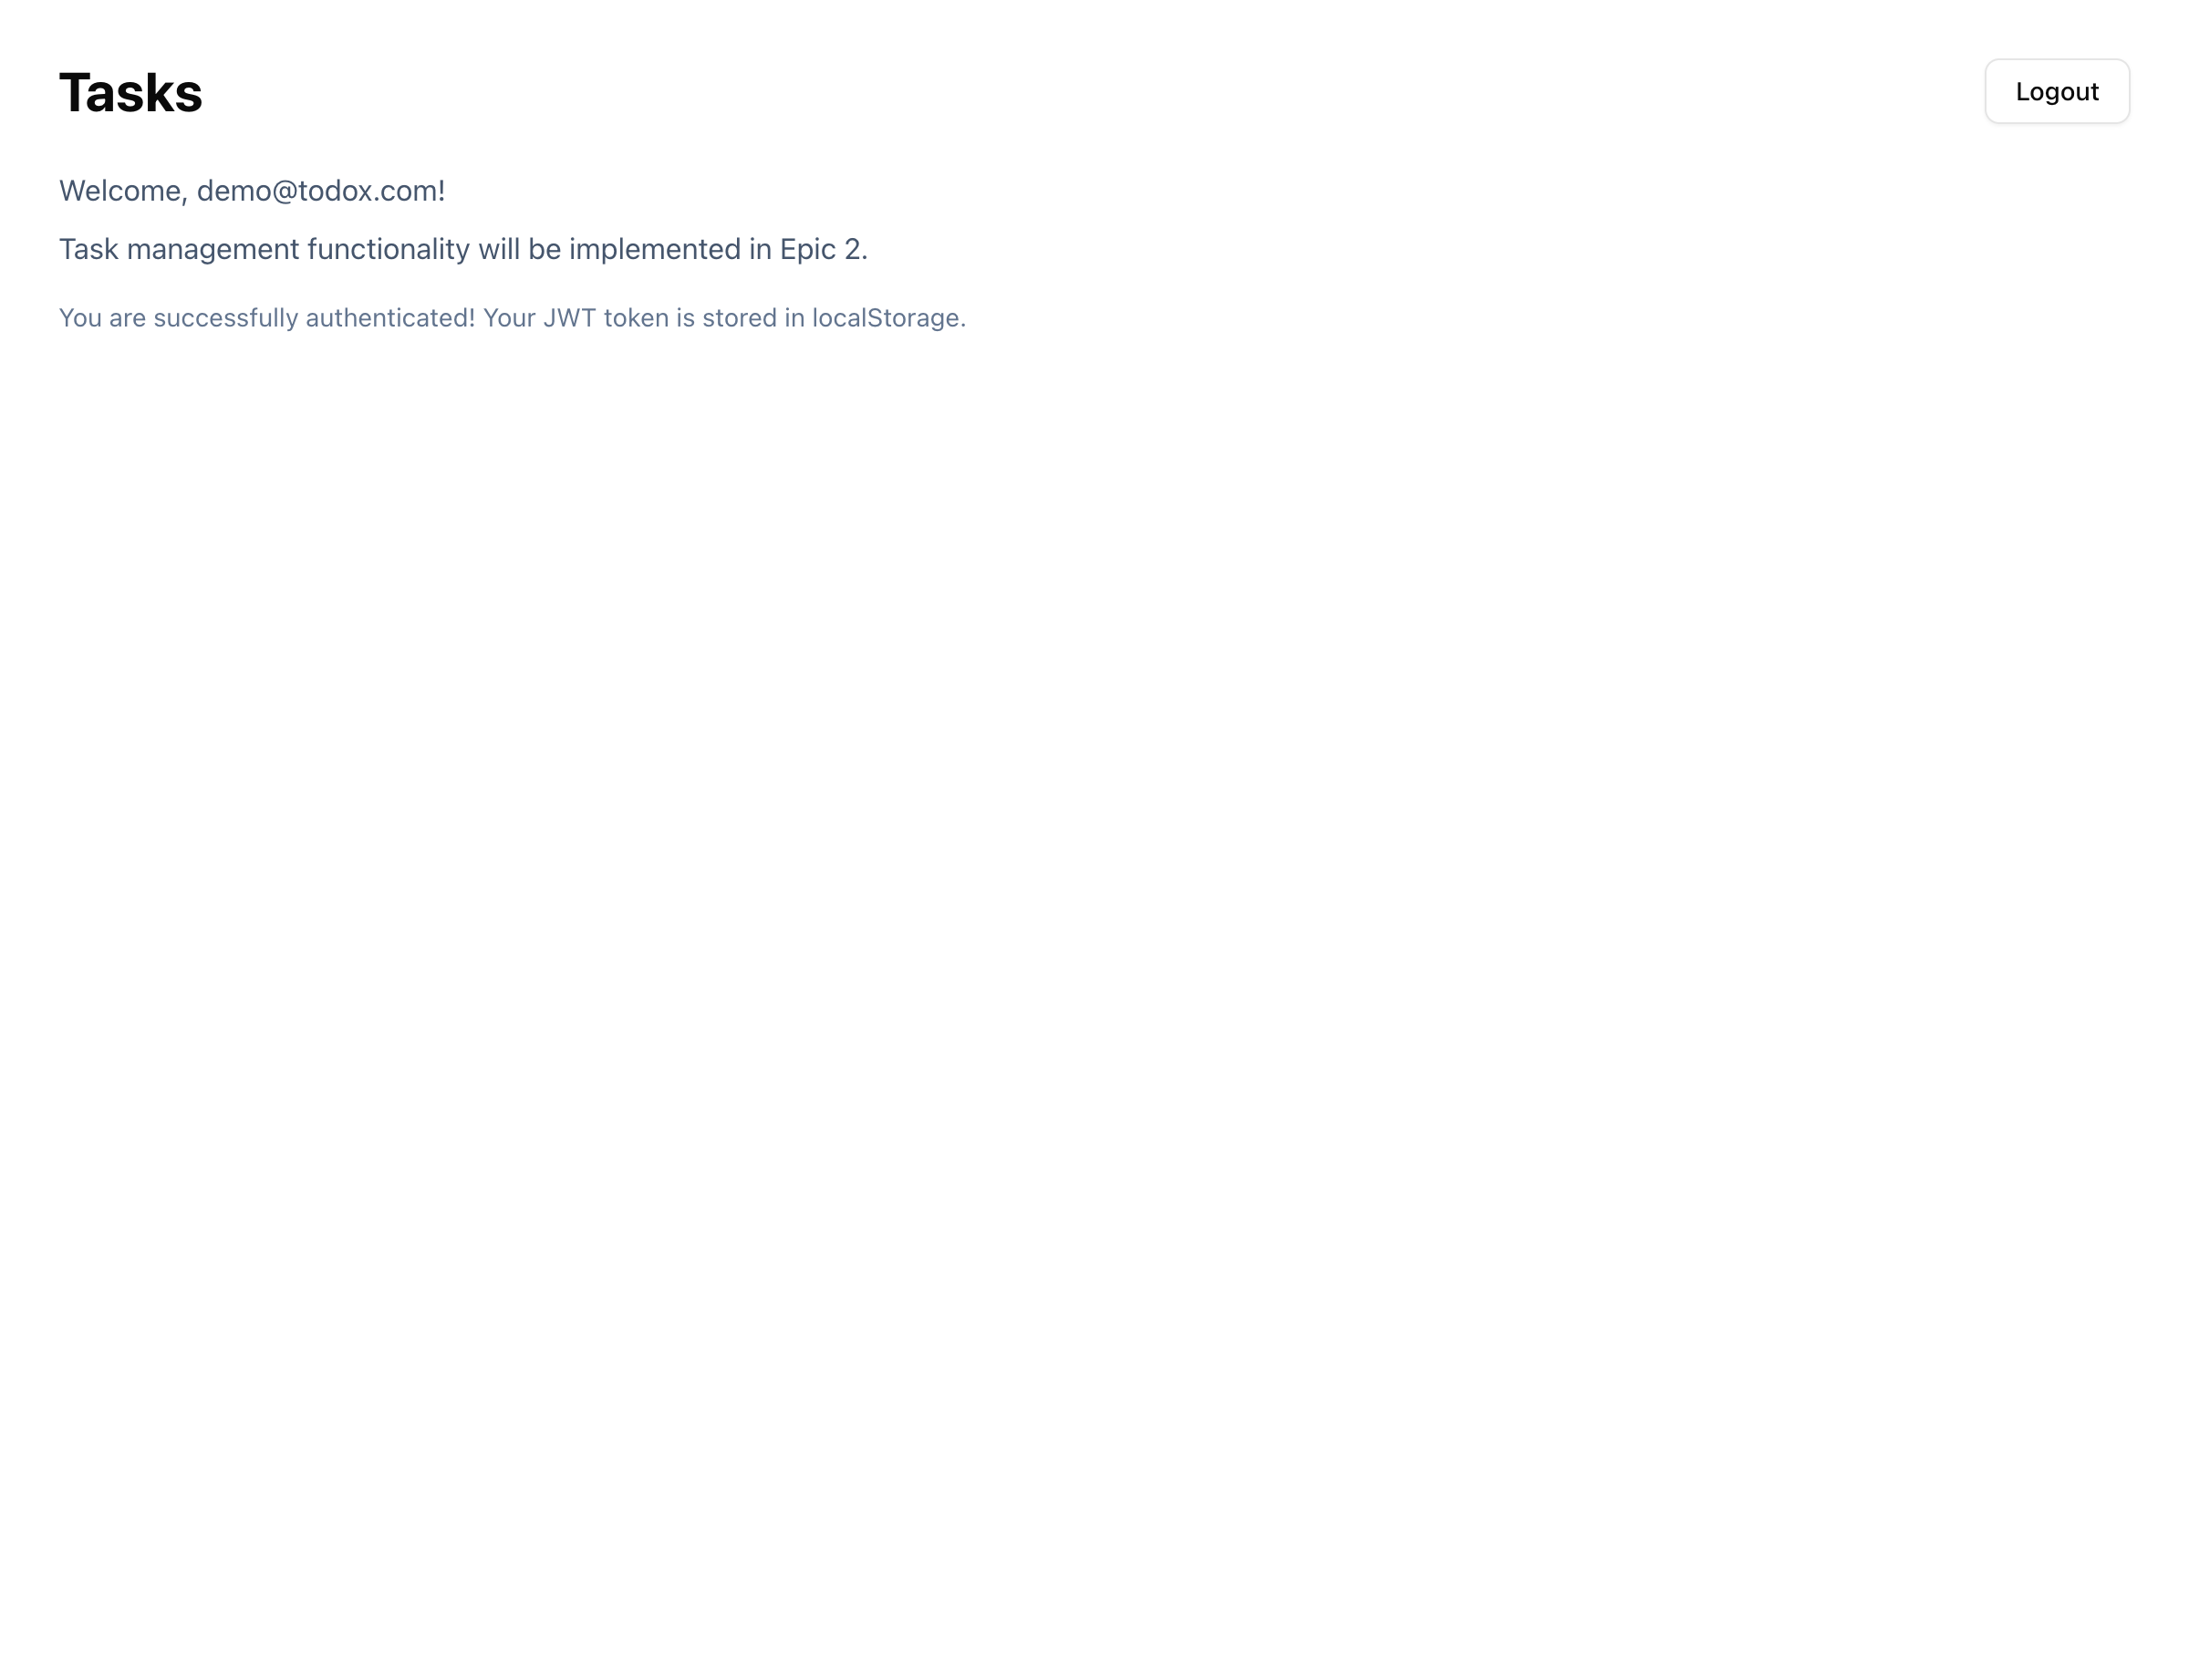 Tasks
Logout
Welcome, demo@todox.com!
Task management functionality will be implemented in Epic 2.
You are successfully authenticated! Your JWT token is stored in localStorage.